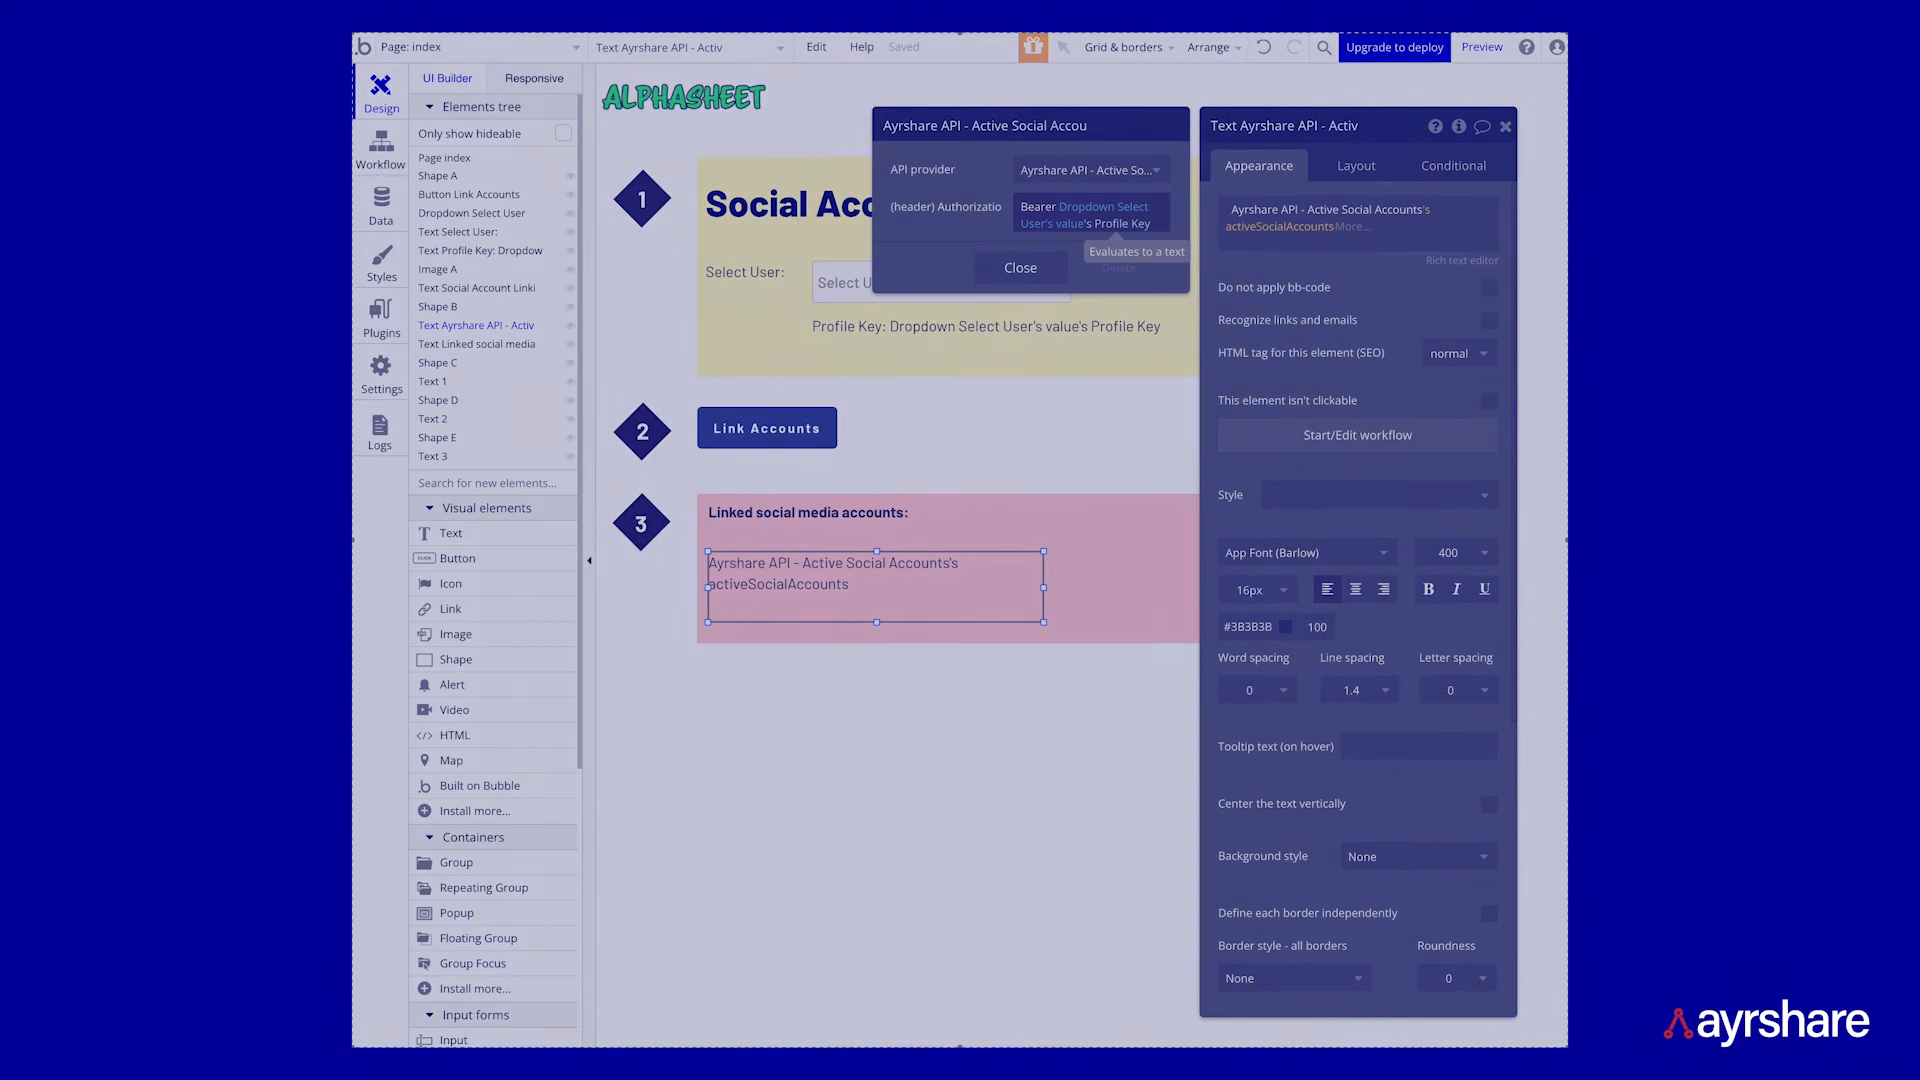 Page: index
Text Ayrshare API - Activ
Edit
Help
Saved
Grid & borders
Arrange
Upgrade to deploy
Preview
Design
Workflow
Data
Styles
Plugins
Settings
Logs
UI Builder
Responsive
Elements tree
Only show hideable
Page index
Shape A
Button Link Accounts
Dropdown Select User
Text Select User:
Text Profile Key: Dropdow
Image A
Text Social Account Linki
Shape B
Text Ayrshare API - Activ
Text Linked social media
Shape C
Text 1
Shape D
Text 2
Shape E
Text 3
Search for new elements...
Visual elements
Text
Button
Icon
Link
Image
Shape
Alert
Video
HTML
Map
Built on Bubble
Install more...
Containers
Group
Repeating Group
Popup
Floating Group
Group Focus
Install more...
Input forms
Input
ALPHASHEET
1
Social Acc
Select User:
Select U
Profile Key: Dropdown Select User's value's Profile Key
2
Link Accounts
3
Linked social media accounts:
Ayrshare API - Active Social Accounts's
activeSocialAccounts
Ayrshare API - Active Social Accou
API provider
Ayrshare API - Active So...
(header) Authorizatio
Bearer Dropdown Select
User's value's Profile Key
Evaluates to a text
Close
Delete
Text Ayrshare API - Activ
Appearance
Layout
Conditional
Ayrshare API - Active Social Accounts's
activeSocialAccounts More...
Rich text editor
Do not apply bb-code
Recognize links and emails
HTML tag for this element (SEO)
normal
This element isn't clickable
Start/Edit workflow
Style
App Font (Barlow)
400
16px
B I U
#3B3B3B
100
Word spacing
Line spacing
Letter spacing
0
1.4
0
Tooltip text (on hover)
Center the text vertically
Background style
None
Define each border independently
Border style - all borders
Roundness
None
0
ayrshare